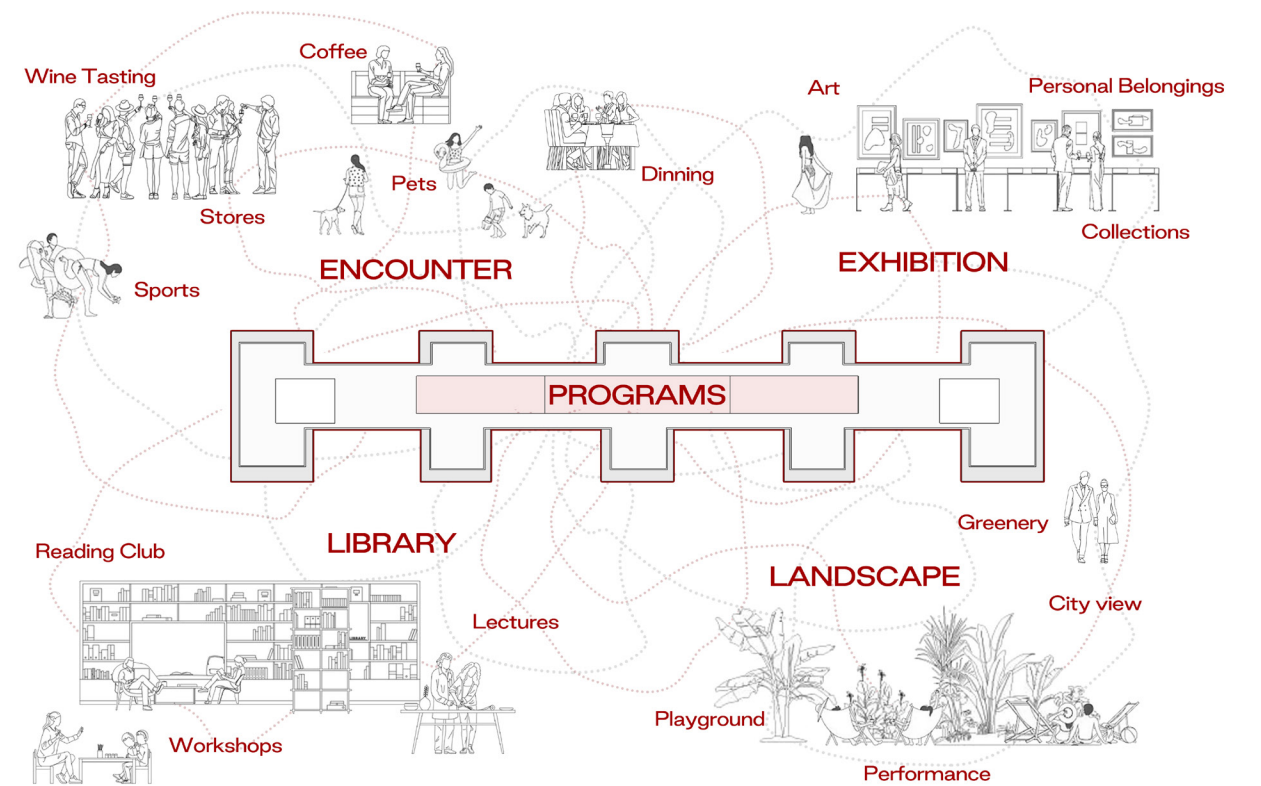 Coffee
Wine Tasting
Art
Personal Belongings
Dinning
Pets
Stores
Collections
Sports
ENCOUNTER
EXHIBITION
PROGRAMS
Greenery
LIBRARY
Reading Club
LANDSCAPE
City view
Lectures
LIBRARY
Playground
Workshops
Performance